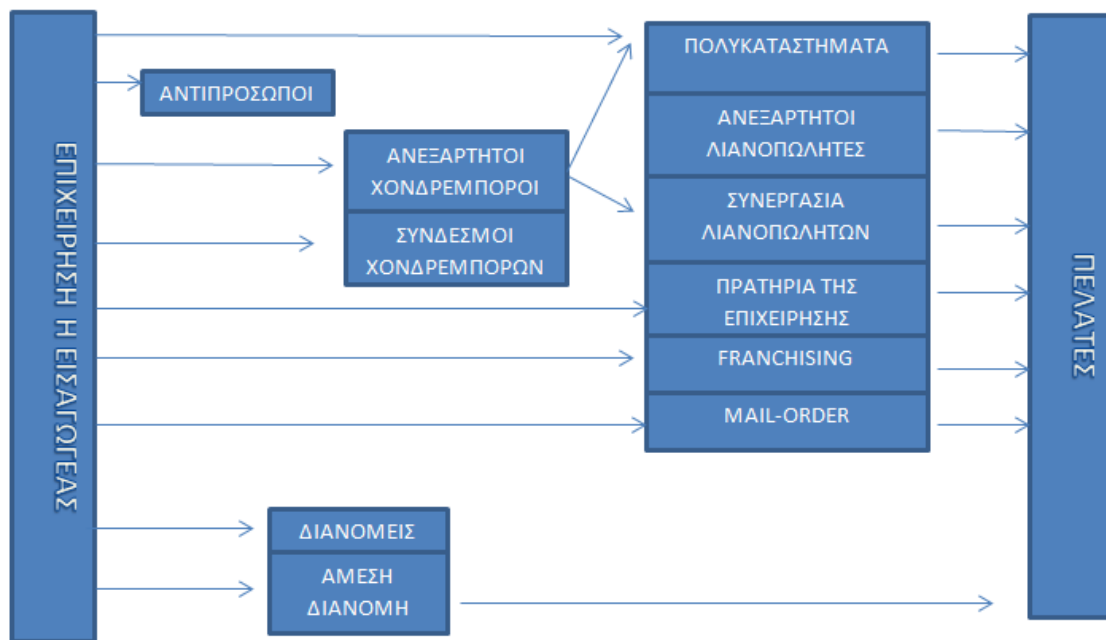 ΕΠΙΧΕΙΡΗΣΗ Η ΕΙΣΑΓΩΓΕΑΣ
ΑΝΤΙΠΡΟΣΩΠΟΙ
ΑΝΕΞΑΡΤΗΤΟΙ
ΧΟΝΔΡΕΜΠΟΡΟΙ
ΣΥΝΔΕΣΜΟΙ
ΧΟΝΔΡΕΜΠΟΡΩΝ
ΠΟΛΥΚΑΤΑΣΤΗΜΑΤΑ
ΑΝΕΞΑΡΤΗΤΟΙ
ΛΙΑΝΟΠΩΛΗΤΕΣ
ΣΥΝΕΡΓΑΣΙΑ
ΛΙΑΝΟΠΩΛΗΤΩΝ
ΠΡΑΤΗΡΙΑ ΤΗΣ
ΕΠΙΧΕΙΡΗΣΗΣ
FRANCHISING
MAIL-ORDER
ΔΙΑΝΟΜΕΙΣ
ΑΜΕΣΗ
ΔΙΑΝΟΜΗ
ΠΕΛΑΤΕΣ